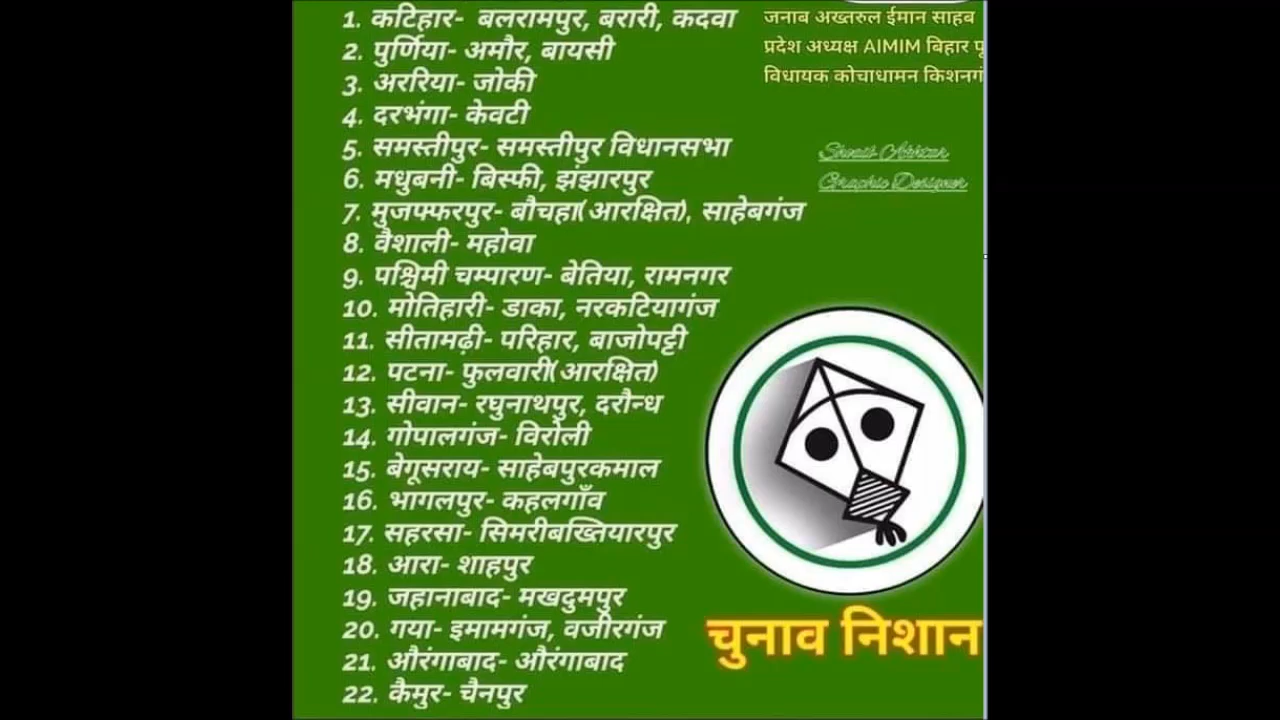 1. कटिहार- बलरामपुर, बरारी, कदवा
2. पुर्णिया- अमौर, बायसी
3. अररिया- जोकी
4. दरभंगा- केवटी
5. समस्तीपुर- समस्तीपुर विधानसभा
6. मधुबनी- बिस्फी, झंझारपुर
7. मुजफ्फरपुर- बौचहा(आरक्षित), साहेबगंज
8. वैशाली- महोवा
9. पश्चिमी चम्पारण- बेतिया, रामनगर
10. मोतिहारी- डाका, नरकटियागंज
11. सीतामढ़ी- परिहार, बाजोपट्टी
12. पटना- फुलवारी(आरक्षित)
13. सीवान- रघुनाथपुर, दरौन्ध
14. गोपालगंज- विरोली
15. बेगूसराय- साहेबपुरकमाल
16. भागलपुर- कहलगाँव
17. सहरसा- सिमरीबख्तियारपुर
18. आरा- शाहपुर
19. जहानाबाद- मखदुमपुर
20. गया- इमामगंज, वजीरगंज
21. औरंगाबाद- औरंगाबाद
22. कैमुर- चैनपुर
जनाब अख्तरुल ईमान साहब
प्रदेश अध्यक्ष AIMIM बिहार
विधायक कोचाधामन
Shoaib Akhtar
Graphic Designer
चुनाव निशान